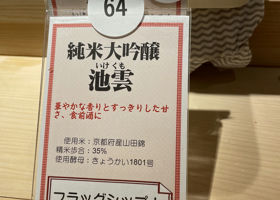 64
純米大吟醸
いけくも
池雲
華やかな香りとすっきりしたせ
さ、食前酒に
使用米：京都府産山田錦
精米歩合：35%
使用酵母：きょうかい1801号
フラッグシップ！